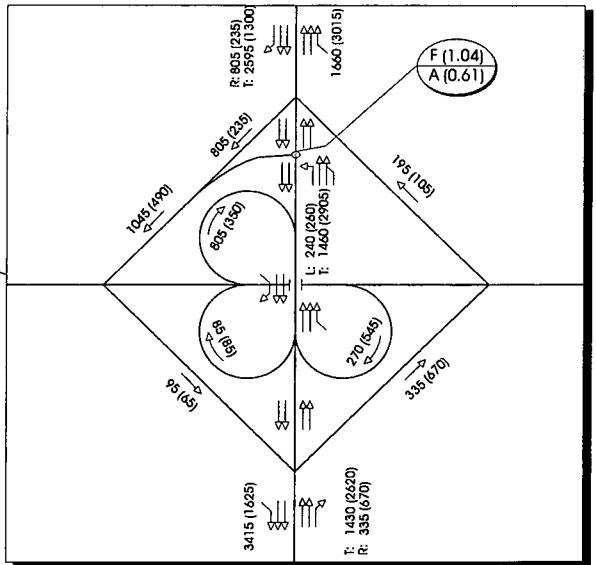 R: 805 (235)
T: 2595 (1300)
1660 (3015)
F (1.04)
A (0.61)
805 (235)
1045 (490)
195 (105)
805 (350)
L: 240 (260)
T: 1460 (2905)
85 (85)
270 (545)
95 (65)
335 (670)
3415 (1625)
T: 1430 (2620)
R: 335 (670)